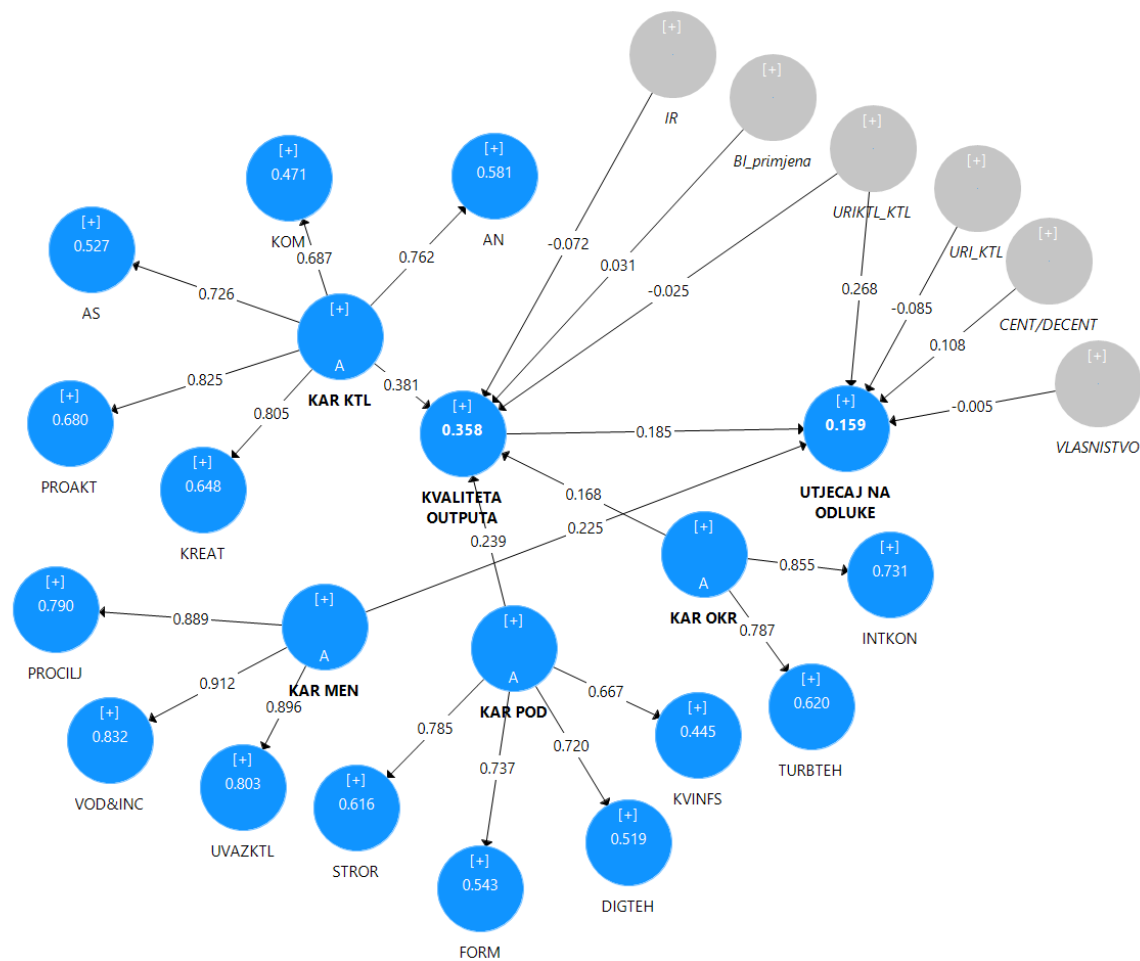 [+]
IR
[+]
BI_primjena
[+]
URIKTL_KTL
[+]
URI_KTL
[+]
CENT/DECENT
[+]
VLASNISTVO
[+]
0.471
KOM
[+]
0.581
AN
[+]
0.527
AS
[+]
0.680
PROAKT
[+]
0.648
KREAT
[+]
A
KAR KTL
0.687
0.762
0.726
0.825
0.805
0.381
-0.072
0.031
-0.025
0.268
-0.085
0.108
-0.005
[+]
0.358
KVALITETA
OUTPUTA
0.185
[+]
0.159
UTJECAJ NA
ODLUKE
0.168
0.225
0.239
[+]
A
KAR OKR
0.855
0.787
[+]
0.731
INTKON
[+]
0.620
TURBTEH
[+]
A
KAR MEN
0.889
0.912
0.896
[+]
0.790
PROCILJ
[+]
0.832
VOD&INC
[+]
0.803
UVAZKTL
[+]
A
KAR POD
0.785
0.737
0.720
0.667
[+]
0.616
STROR
[+]
0.543
FORM
[+]
0.519
DIGTEH
[+]
0.445
KVINFS